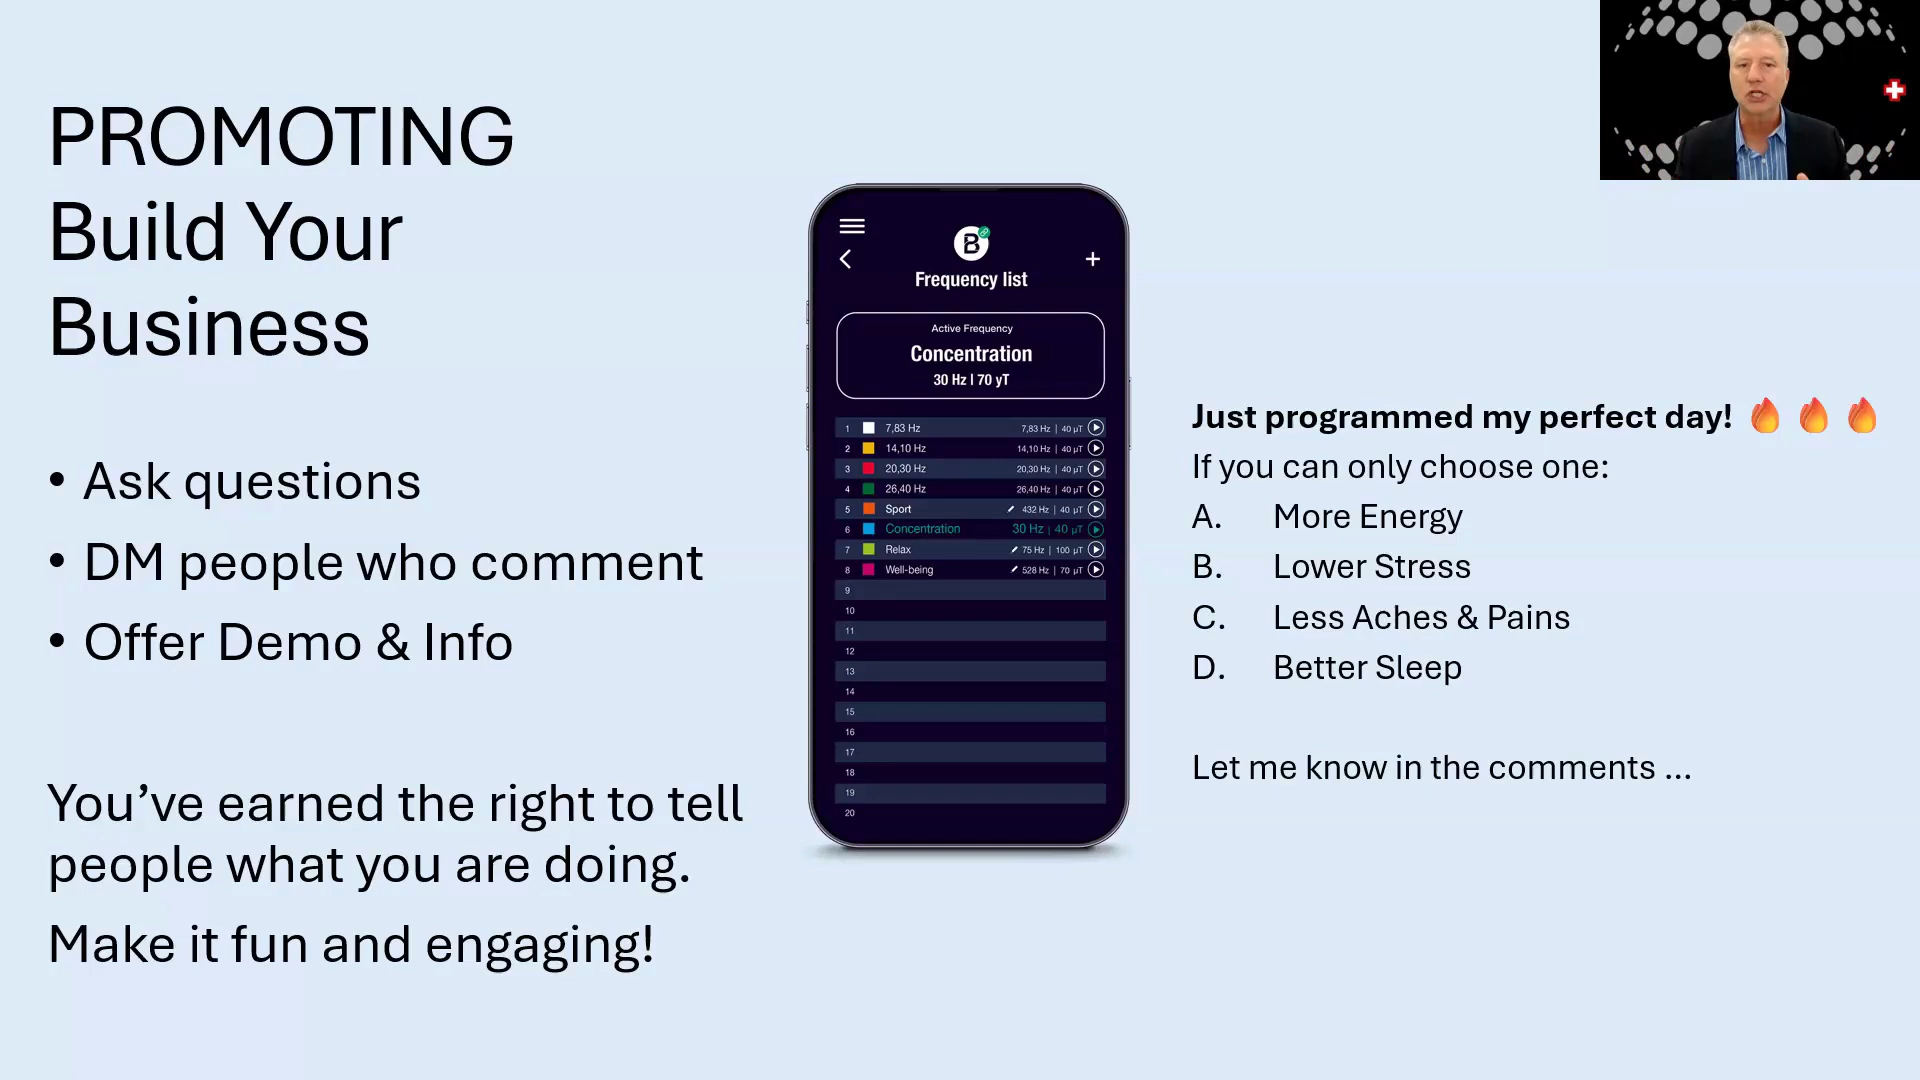 PROMOTING
Build Your
Business
• Ask questions
• DM people who comment
• Offer Demo & Info
You’ve earned the right to tell
people what you are doing.
Make it fun and engaging!
B
Frequency list
Active Frequency
Concentration
30 Hz | 70 yT
1 7,83 Hz 7,83 Hz | 40 µT
2 14,10 Hz 14,10 Hz | 40 µT
3 20,30 Hz 20,30 Hz | 40 µT
4 26,40 Hz 26,40 Hz | 40 µT
5 Sport 432 Hz | 40 µT
6 Concentration 30 Hz | 40 µT
7 Relax 75 Hz | 100 µT
8 Well-being 528 Hz | 70 µT
9
10
11
12
13
14
15
16
17
18
19
20
Just programmed my perfect day! 🔥 🔥 🔥
If you can only choose one:
A. More Energy
B. Lower Stress
C. Less Aches & Pains
D. Better Sleep
Let me know in the comments ...